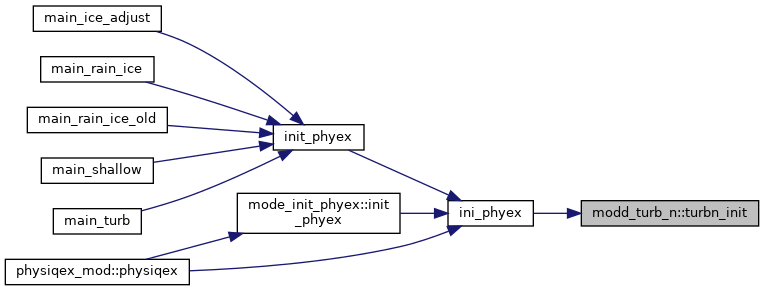 main_ice_adjust
main_rain_ice
main_rain_ice_old
init_phyex
main_shallow
mode_init_phyex::init
_phyex
ini_phyex
modd_turb_n::turbn_init
main_turb
physiqex_mod::physiqex